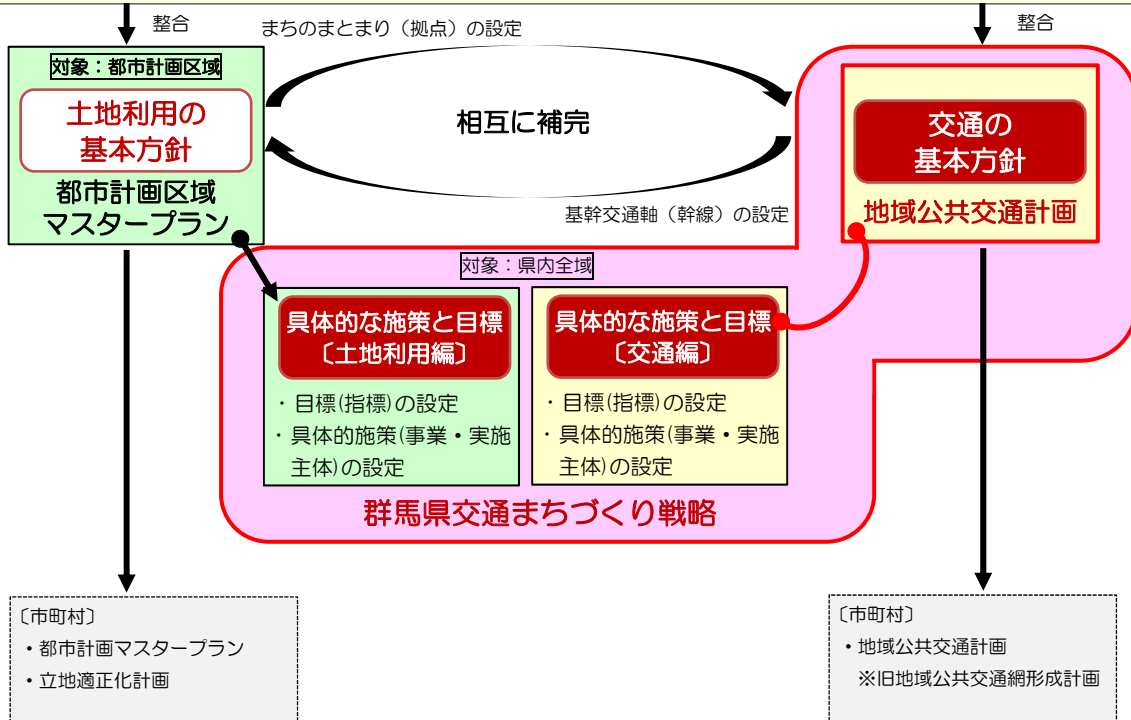 整合
まちのまとまり（拠点）の設定
整合
対象：都市計画区域
土地利用の
基本方針
都市計画区域
マスタープラン
相互に補完
交通の
基本方針
地域公共交通計画
基幹交通軸（幹線）の設定
対象：県内全域
具体的な施策と目標
〔土地利用編〕
・目標(指標)の設定
・具体的施策(事業・実施
主体)の設定
具体的な施策と目標
〔交通編〕
・目標(指標)の設定
・具体的施策(事業・実施
主体)の設定
群馬県交通まちづくり戦略
〔市町村〕
・都市計画マスタープラン
・立地適正化計画
〔市町村〕
・地域公共交通計画
※旧地域公共交通網形成計画